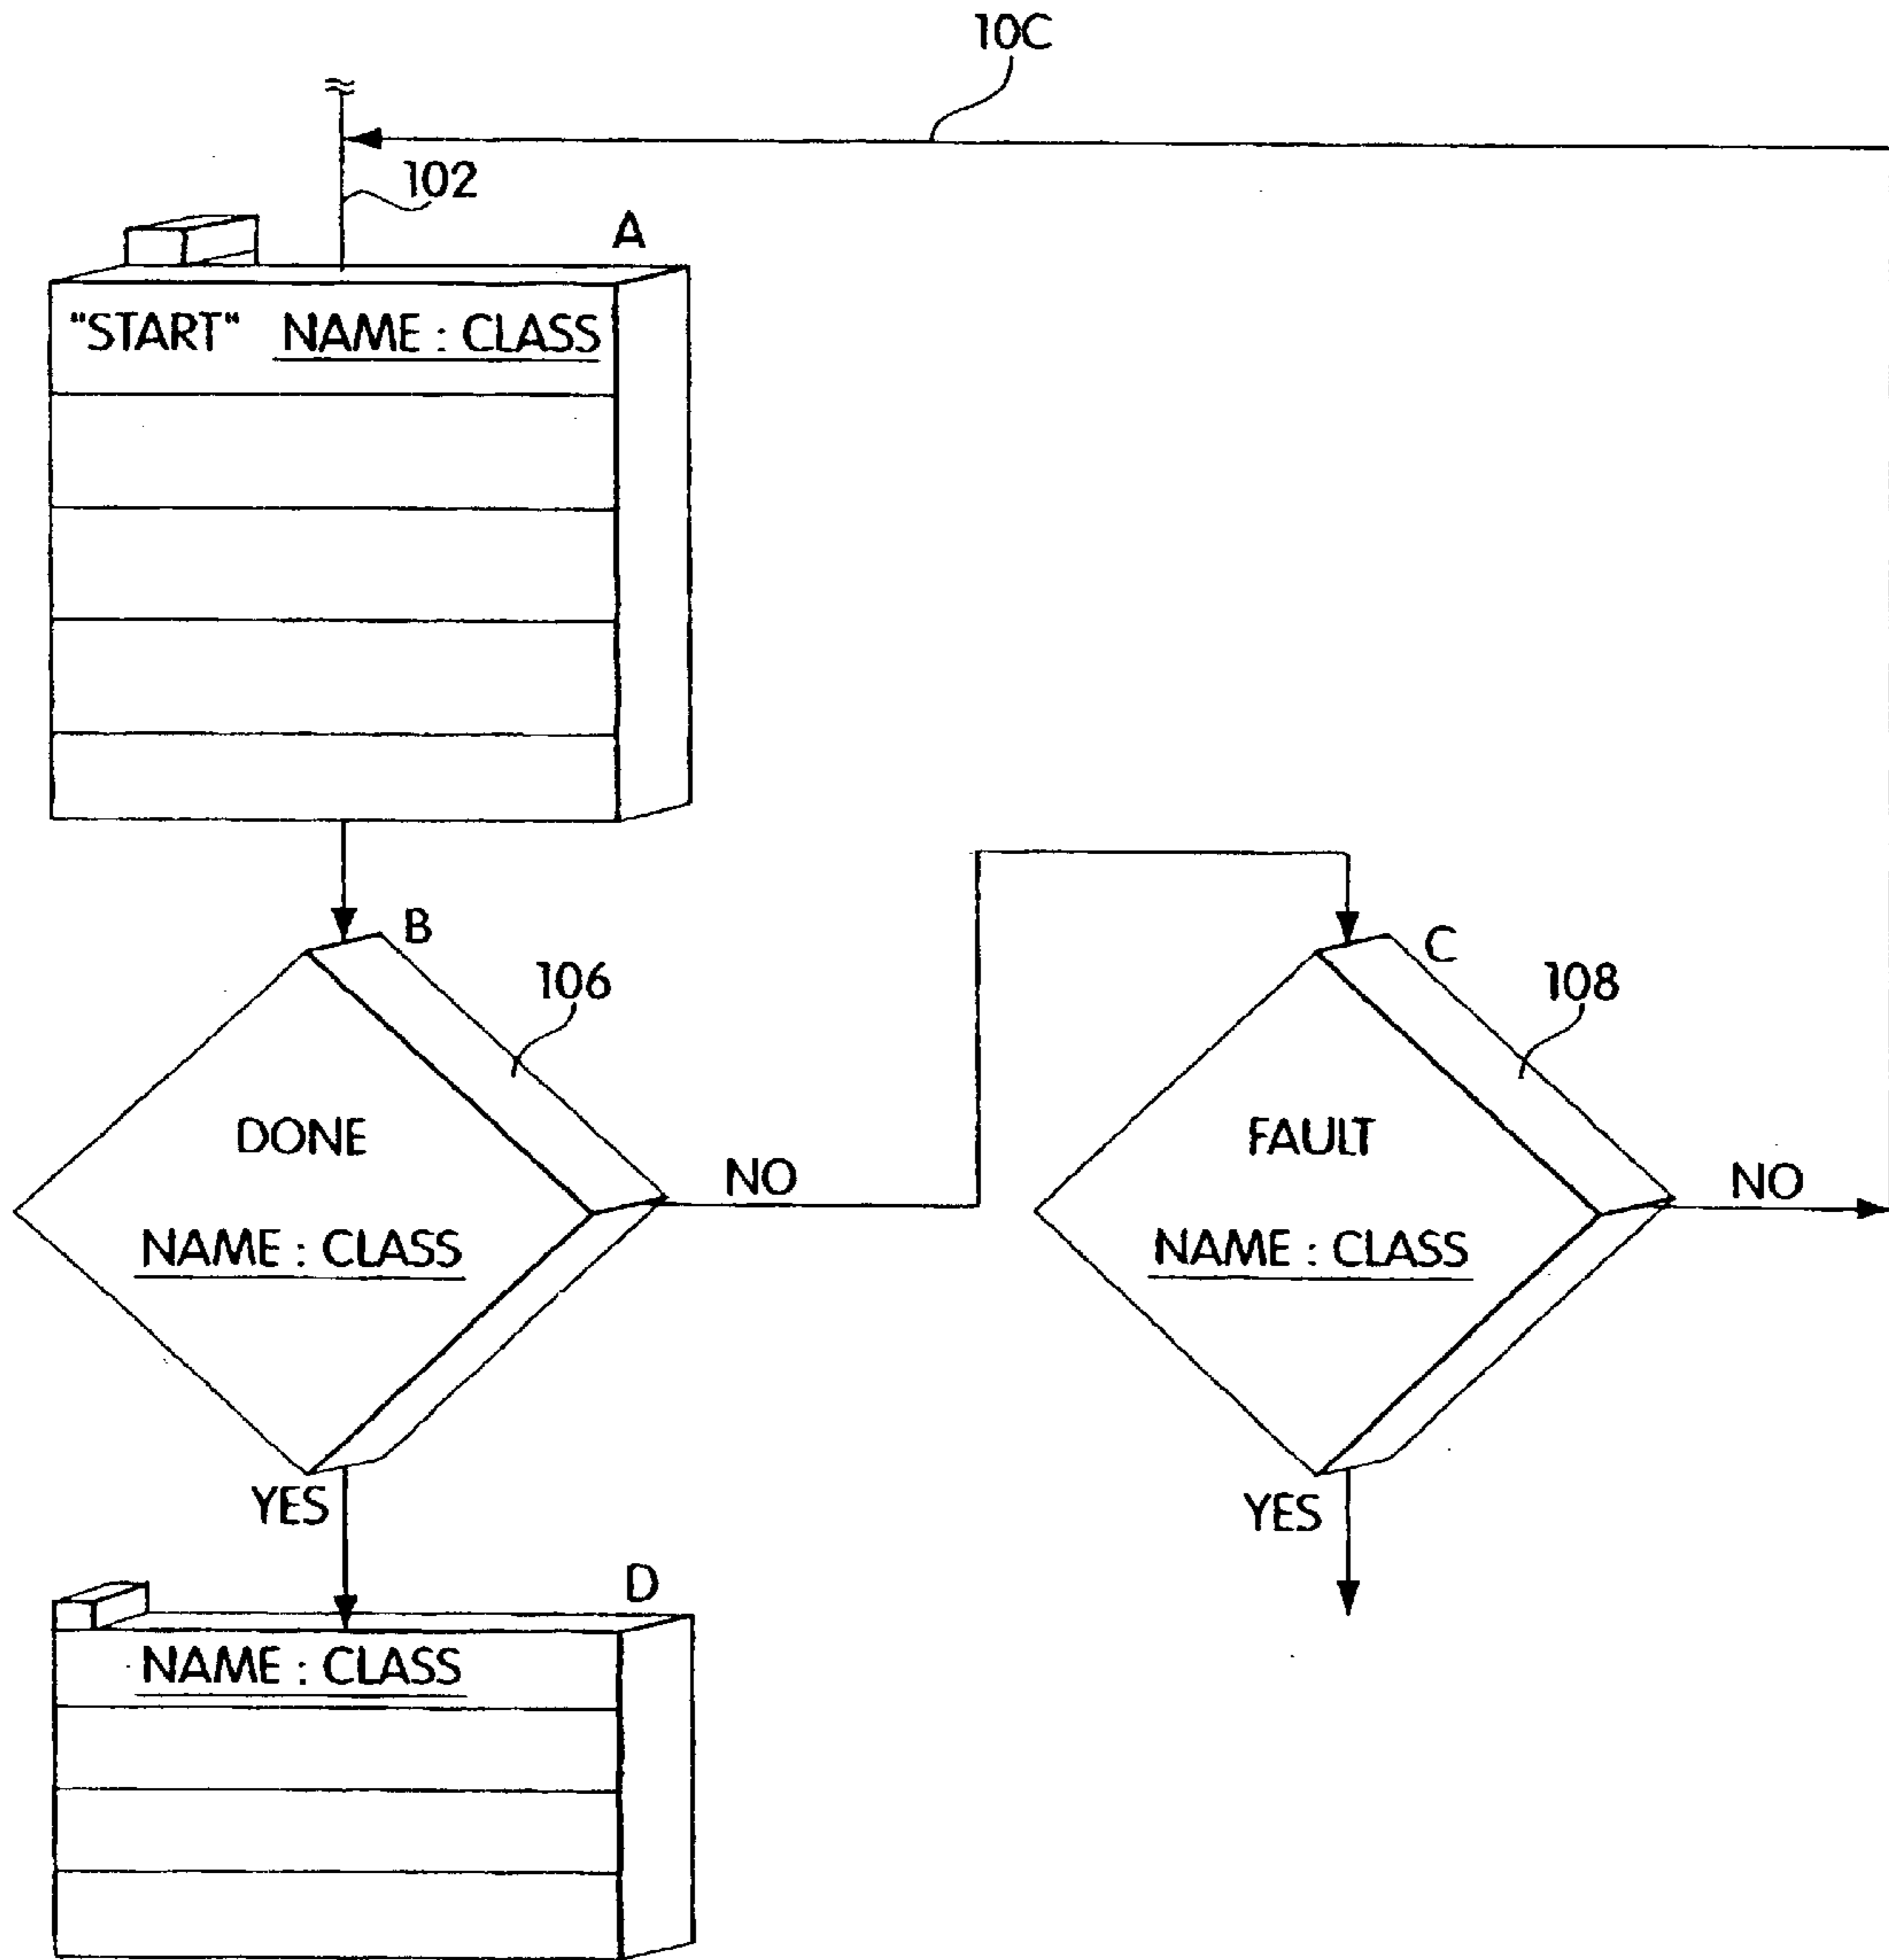 10C
102
A
"START" NAME : CLASS
B
C
106
108
DONE
NAME : CLASS
NO
FAULT
NAME : CLASS
NO
YES
YES
D
NAME : CLASS